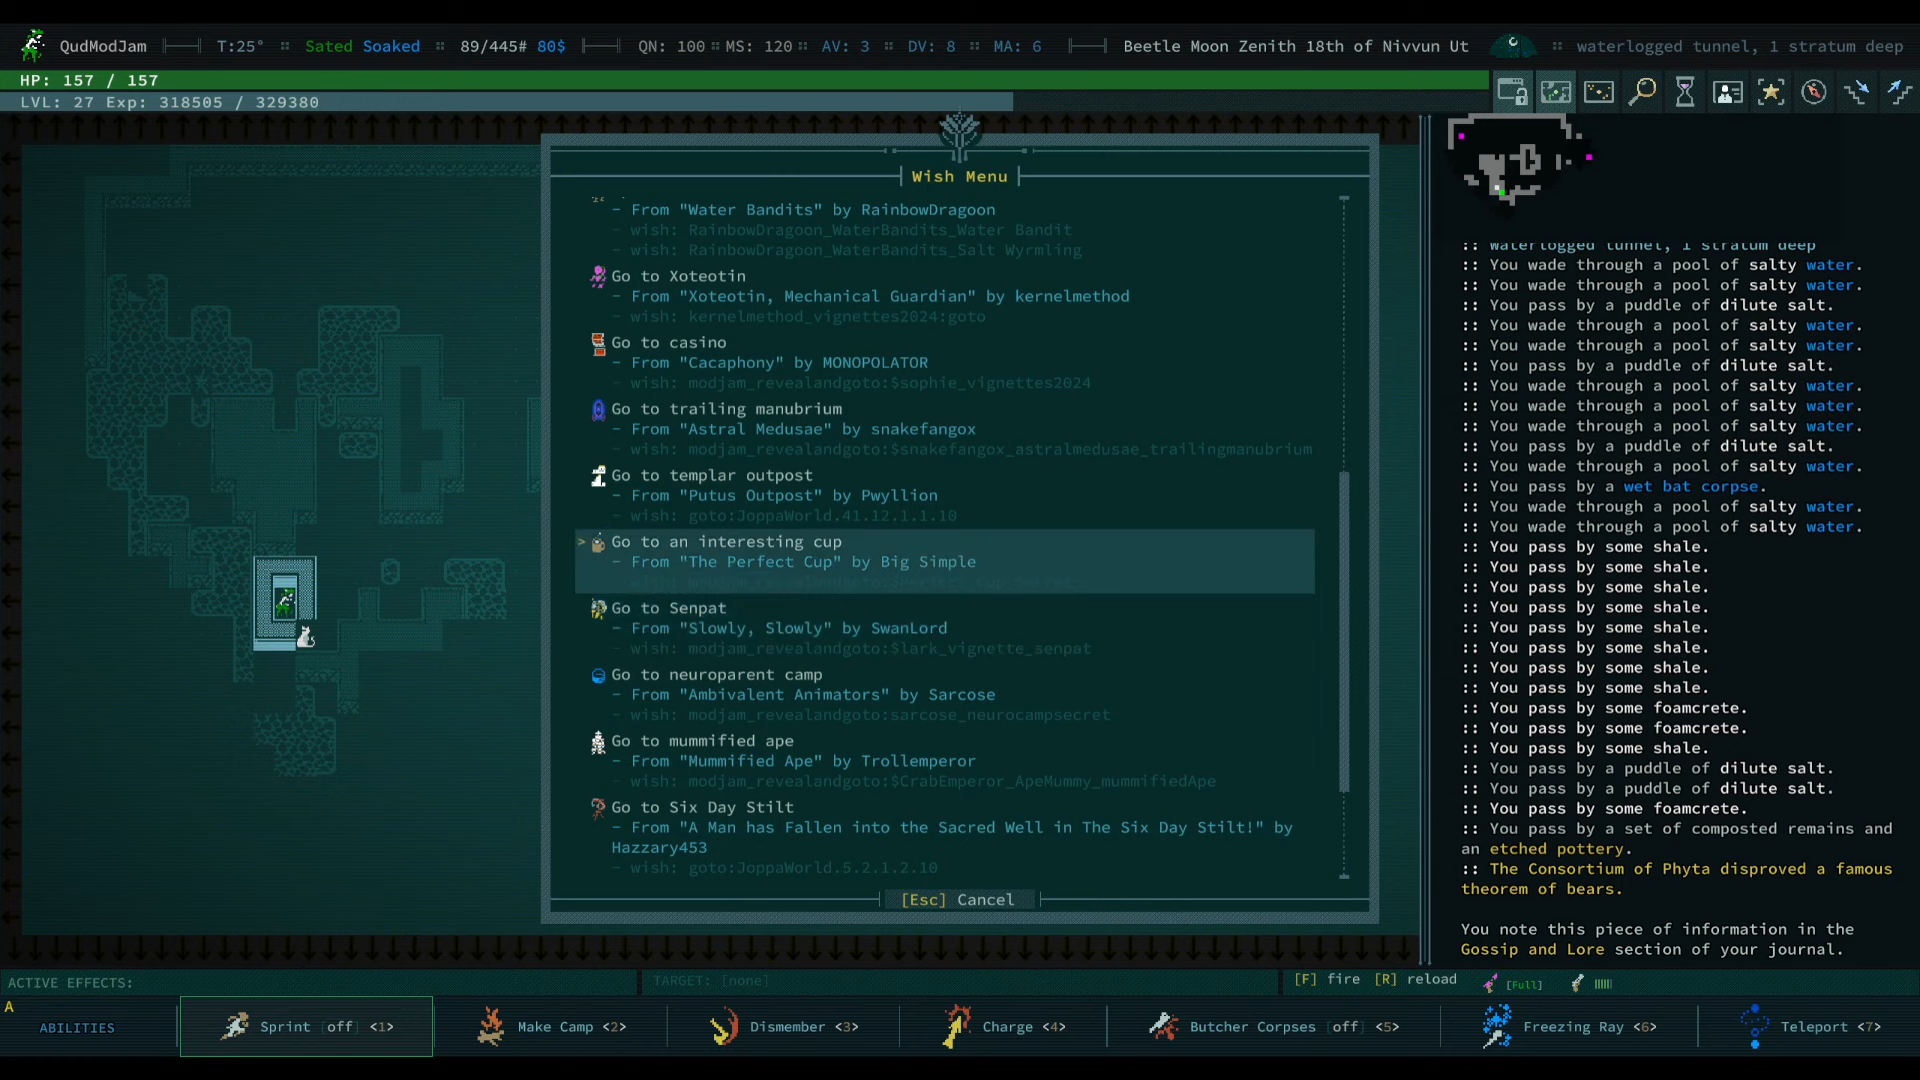 QudModJam T:25° :: Sated Soaked :: 89/445# 80$ QN: 100 :: MS: 120 :: AV: 3 :: DV: 8 :: MA: 6 Beetle Moon Zenith 18th of Nivvun Ut :: waterlogged tunnel, 1 stratum deep
HP: 157 / 157
LVL: 27 Exp: 318505 / 329380
Wish Menu
- From "Water Bandits" by RainbowDragoon
- wish: RainbowDragoon_WaterBandits_Water Bandit
- wish: RainbowDragoon_WaterBandits_Salt Wyrmling
Go to Xoteotin
- From "Xoteotin, Mechanical Guardian" by kernelmethod
- wish: kernelmethod_vignettes2024:goto
Go to casino
- From "Cacaphony" by MONOPOLATOR
- wish: modjam_revealandgoto:$sophie_vignettes2024
Go to trailing manubrium
- From "Astral Medusae" by snakefangox
- wish: modjam_revealandgoto:$snakefangox_astralmedusae_trailingmanubrium
Go to templar outpost
- From "Putus Outpost" by Pwyllion
- wish: goto:JoppaWorld.41.12.1.1.10
> Go to an interesting cup
- From "The Perfect Cup" by Big Simple
Go to Senpat
- From "Slowly, Slowly" by SwanLord
- wish: modjam_revealandgoto:$lark_vignette_senpat
Go to neuroparent camp
- From "Ambivalent Animators" by Sarcose
- wish: modjam_revealandgoto:sarcose_neurocampsecret
Go to mummified ape
- From "Mummified Ape" by Trollemperor
- wish: modjam_revealandgoto:$CrabEmperor_ApeMummy_mummifiedApe
Go to Six Day Stilt
- From "A Man has Fallen into the Sacred Well in The Six Day Stilt!" by
Hazzary453
- wish: goto:JoppaWorld.5.2.1.2.10
[Esc] Cancel
:: waterlogged tunnel, 1 stratum deep
:: You wade through a pool of salty water.
:: You wade through a pool of salty water.
:: You pass by a puddle of dilute salt.
:: You wade through a pool of salty water.
:: You wade through a pool of salty water.
:: You pass by a puddle of dilute salt.
:: You wade through a pool of salty water.
:: You wade through a pool of salty water.
:: You wade through a pool of salty water.
:: You pass by a puddle of dilute salt.
:: You wade through a pool of salty water.
:: You pass by a wet bat corpse.
:: You wade through a pool of salty water.
:: You wade through a pool of salty water.
:: You pass by some shale.
:: You pass by some shale.
:: You pass by some shale.
:: You pass by some shale.
:: You pass by some shale.
:: You pass by some shale.
:: You pass by some shale.
:: You pass by some shale.
:: You pass by some foamcrete.
:: You pass by some foamcrete.
:: You pass by some shale.
:: You pass by a puddle of dilute salt.
:: You pass by a puddle of dilute salt.
:: You pass by some foamcrete.
:: You pass by a set of composted remains and
an etched pottery.
:: The Consortium of Phyta disproved a famous
theorem of bears.
You note this piece of information in the
Gossip and Lore section of your journal.
ACTIVE EFFECTS: TARGET: [none] [F] fire [R] reload [Full]
A
ABILITIES Sprint [off] <1> Make Camp <2> Dismember <3> Charge <4> Butcher Corpses [off] <5> Freezing Ray <6> Teleport <7>